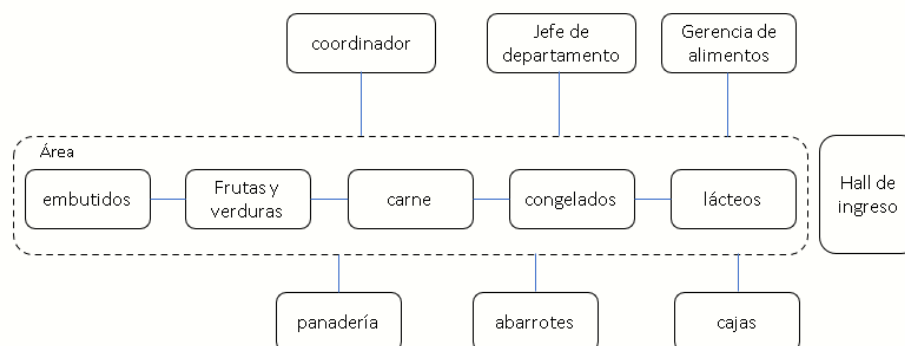 coordinador
Jefe de
departamento
Gerencia de
alimentos
Área
embutidos
Frutas y
verduras
carne
congelados
lácteos
Hall de
ingreso
panadería
abarrotes
cajas